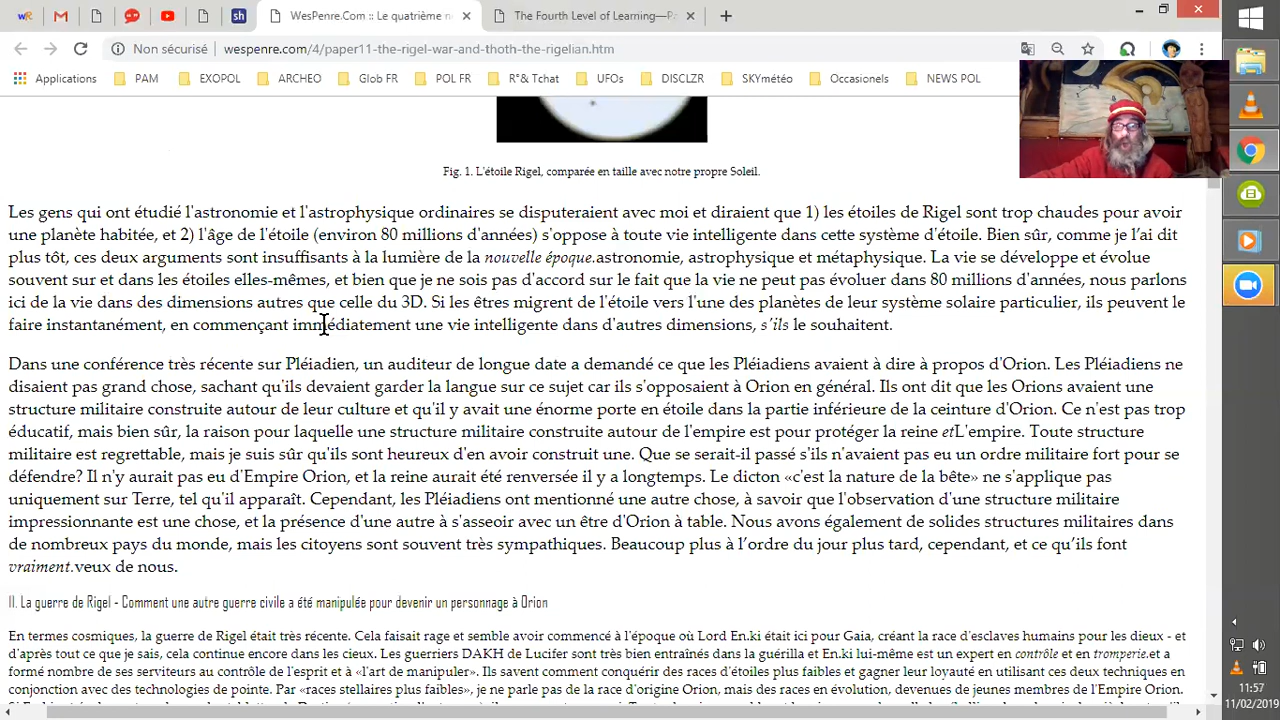 WesPenre.Com :: Le quatrième n
The Fourth Level of Learning—Pa
Non sécurisé
wespenre.com/4/paper11-the-rigel-war-and-thoth-the-rigelian.htm
Applications PAM EXOPOL ARCHEO Glob FR POL FR R°& Tchat UFOs DISCLZR SKYmétéo Occasionels NEWS POL
Fig. 1. L'étoile Rigel, comparée en taille avec notre propre Soleil.
Les gens qui ont étudié l'astronomie et l'astrophysique ordinaires se disputeraient avec moi et diraient que 1) les étoiles de Rigel sont trop chaudes pour avoir
une planète habitée, et 2) l'âge de l'étoile (environ 80 millions d'années) s'oppose à toute vie intelligente dans cette système d'étoile. Bien sûr, comme je l'ai dit
plus tôt, ces deux arguments sont insuffisants à la lumière de la nouvelle époque.astronomie, astrophysique et métaphysique. La vie se développe et évolue
souvent sur et dans les étoiles elles-mêmes, et bien que je ne sois pas d'accord sur le fait que la vie ne peut pas évoluer dans 80 millions d'années, nous parlons
ici de la vie dans des dimensions autres que celle du 3D. Si les êtres migrent de l'étoile vers l'une des planètes de leur système solaire particulier, ils peuvent le
faire instantanément, en commençant immédiatement une vie intelligente dans d'autres dimensions, s'ils le souhaitent.
Dans une conférence très récente sur Pléiadien, un auditeur de longue date a demandé ce que les Pléiadiens avaient à dire à propos d'Orion. Les Pléiadiens ne
disaient pas grand chose, sachant qu'ils devaient garder la langue sur ce sujet car ils s'opposaient à Orion en général. Ils ont dit que les Orions avaient une
structure militaire construite autour de leur culture et qu'il y avait une énorme porte en étoile dans la partie inférieure de la ceinture d'Orion. Ce n'est pas trop
éducatif, mais bien sûr, la raison pour laquelle une structure militaire construite autour de l'empire est pour protéger la reine etL'empire. Toute structure
militaire est regrettable, mais je suis sûr qu'ils sont heureux d'en avoir construit une. Que se serait-il passé s'ils n'avaient pas eu un ordre militaire fort pour se
défendre? Il n'y aurait pas eu d'Empire Orion, et la reine aurait été renversée il y a longtemps. Le dicton «c'est la nature de la bête» ne s'applique pas
uniquement sur Terre, tel qu'il apparaît. Cependant, les Pléiadiens ont mentionné une autre chose, à savoir que l'observation d'une structure militaire
impressionnante est une chose, et la présence d'une autre à s'asseoir avec un être d'Orion à table. Nous avons également de solides structures militaires dans
de nombreux pays du monde, mais les citoyens sont souvent très sympathiques. Beaucoup plus à l'ordre du jour plus tard, cependant, et ce qu'ils font
vraiment.veux de nous.
II. La guerre de Rigel - Comment une autre guerre civile a été manipulée pour devenir un personnage à Orion
En termes cosmiques, la guerre de Rigel était très récente. Cela faisait rage et semble avoir commencé à l'époque où Lord En.ki était ici pour Gaia, créant la race d'esclaves humains pour les dieux - et
d'après tout ce que je sais, cela continue encore dans les cieux. Les guerriers DAKH de Lucifer sont très bien entraînés dans la guérilla et En.ki lui-même est un expert en contrôle et en tromperie.et a
formé nombre de ses serviteurs au contrôle de l'esprit et à «l'art de manipuler». Ils savent comment conquérir des races d'étoiles plus faibles et gagner leur loyauté en utilisant ces deux techniques en
conjonction avec des technologies de pointe. Par «races stellaires plus faibles», je ne parle pas de la race d'origine Orion, mais des races en évolution, devenues de jeunes membres de l'Empire Orion.
11:57
11/02/2019